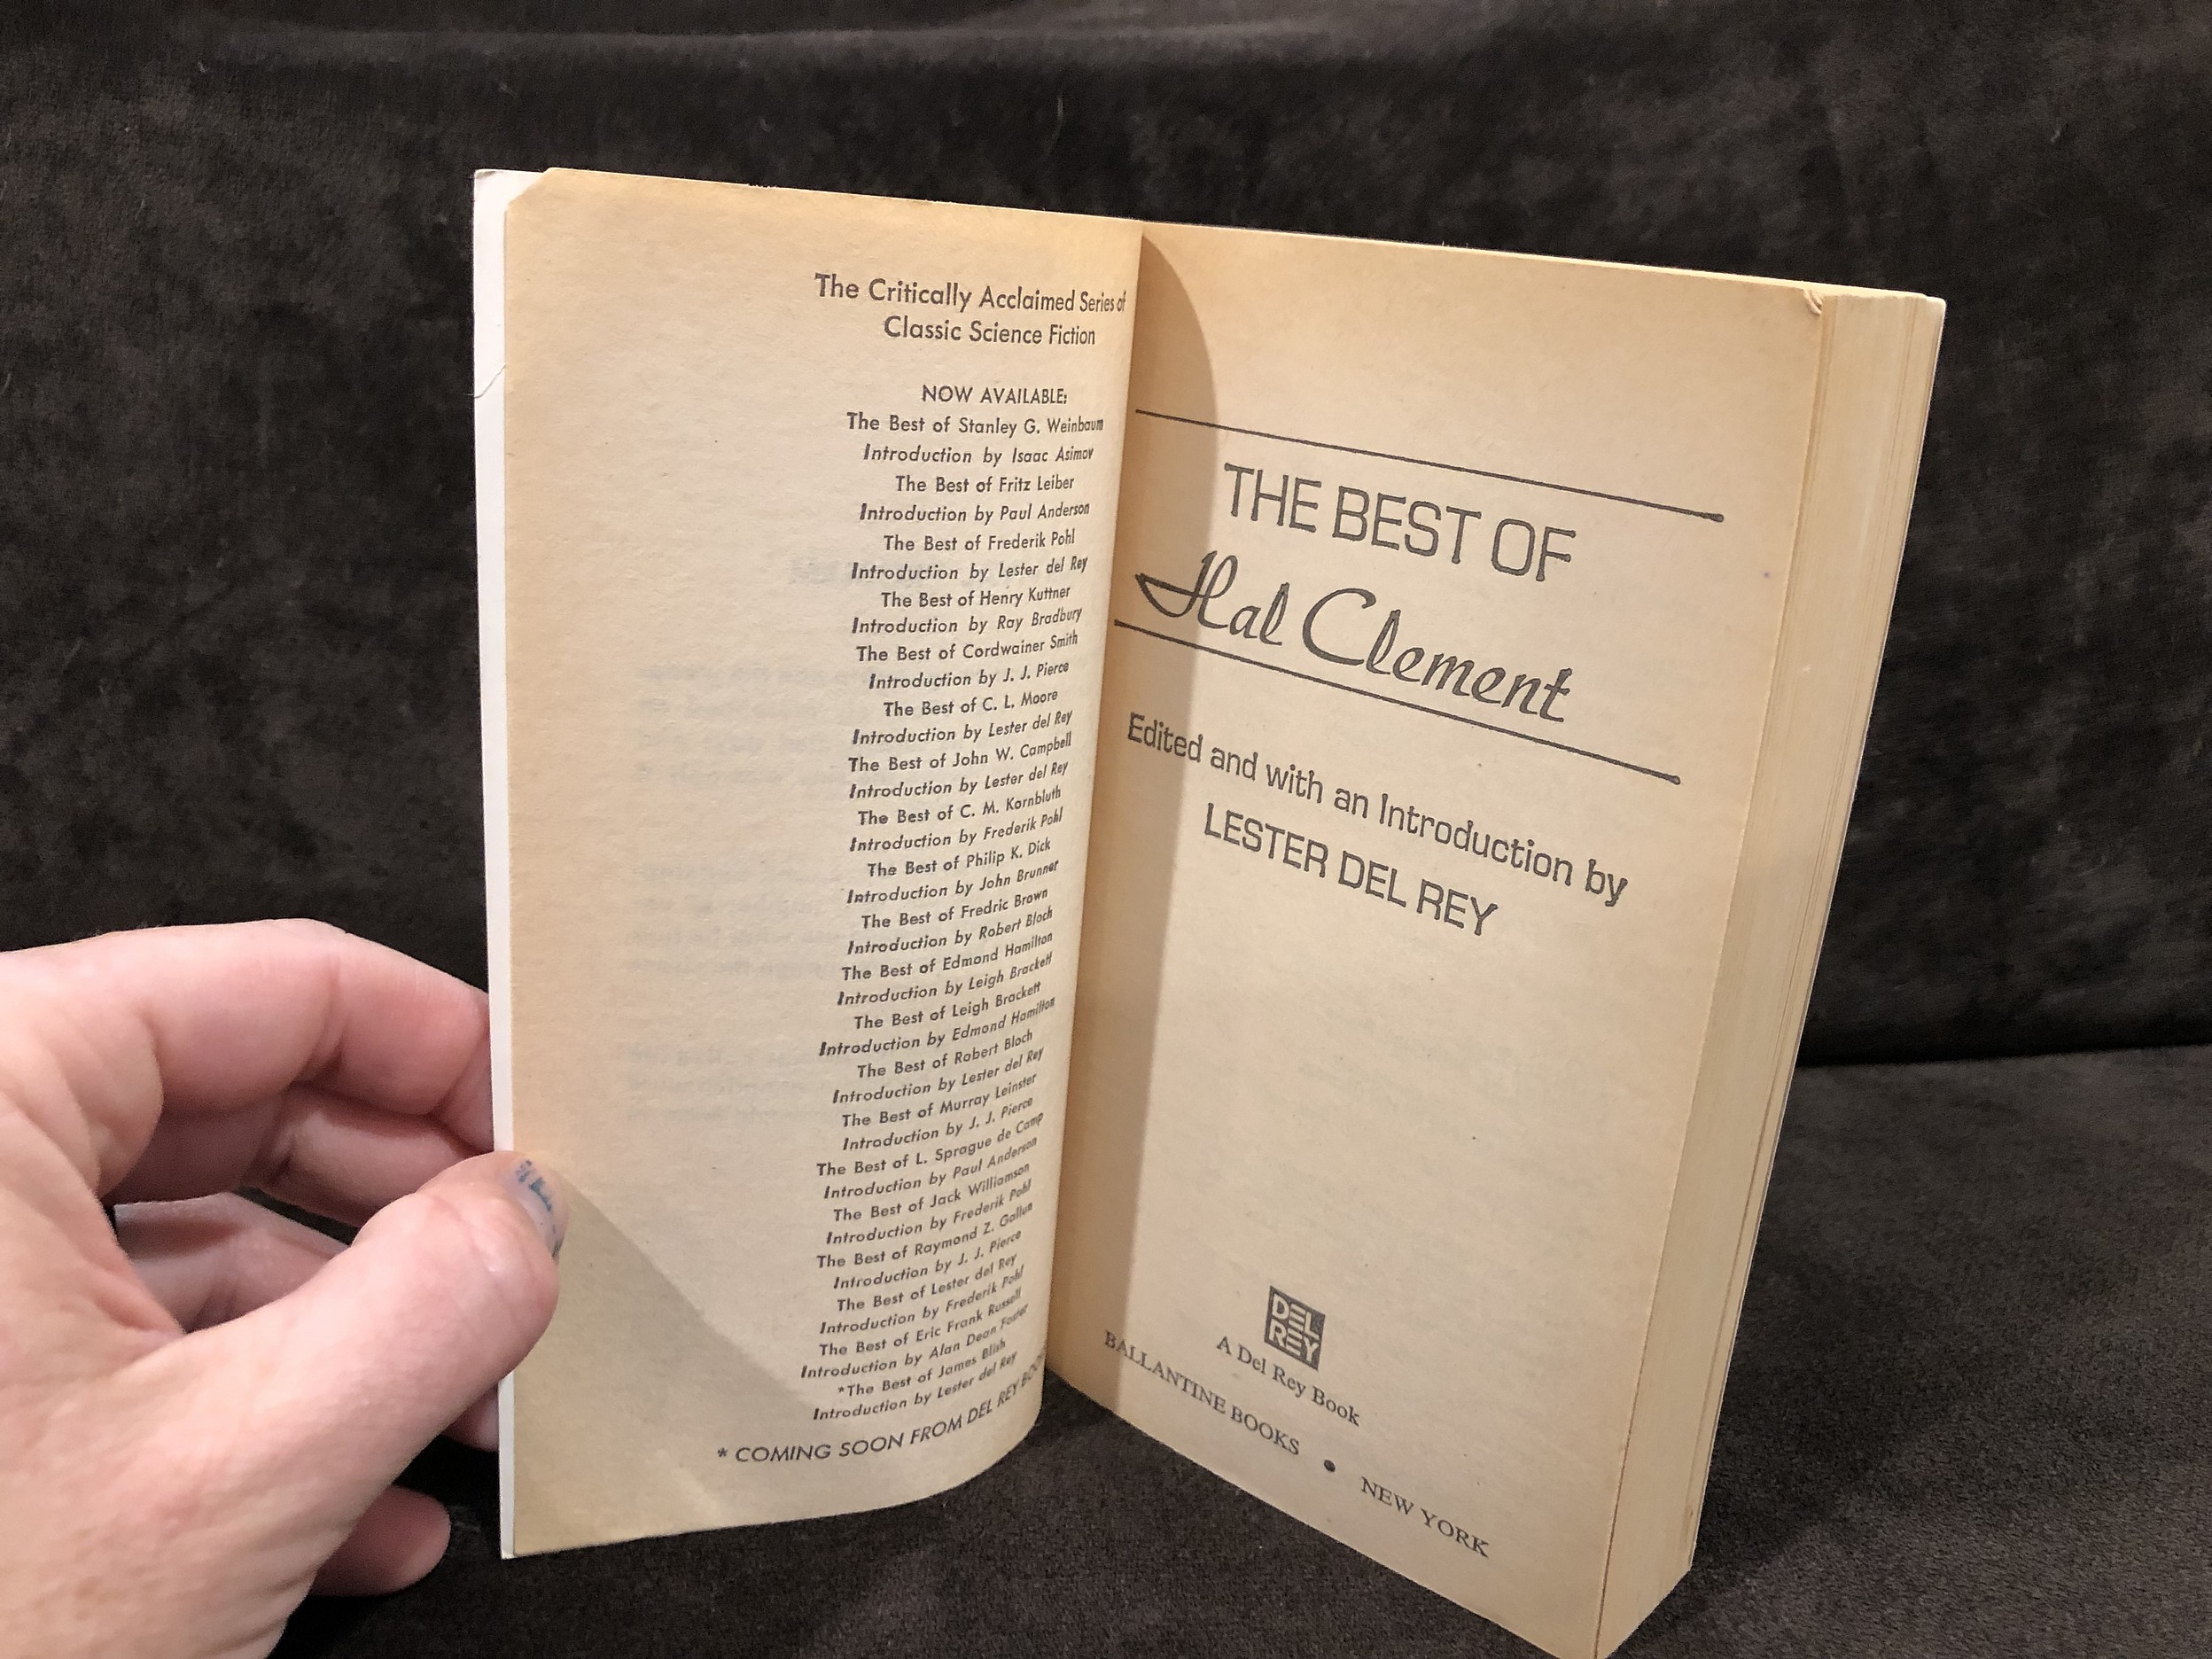 The Critically Acclaimed Series of
Classic Science Fiction
NOW AVAILABLE:
The Best of Stanley G. Weinbaum
Introduction by Isaac Asimov
The Best of Fritz Leiber
Introduction by Paul Anderson
The Best of Frederik Pohl
Introduction by Lester del Rey
The Best of Henry Kuttner
Introduction by Ray Bradbury
The Best of Cordwainer Smith
Introduction by J. J. Pierce
The Best of C. L. Moore
Introduction by Lester del Rey
The Best of John W. Campbell
Introduction by Lester del Rey
The Best of C. M. Kornbluth
Introduction by Frederik Pohl
The Best of Philip K. Dick
Introduction by John Brunner
The Best of Fredric Brown
Introduction by Robert Bloch
The Best of Edmond Hamilton
Introduction by Leigh Brackett
The Best of Leigh Brackett
Introduction by Edmond Hamilton
The Best of Robert Bloch
Introduction by Lester del Rey
The Best of Murray Leinster
Introduction by J. J. Pierce
The Best of L. Sprague de Camp
Introduction by Paul Anderson
The Best of Jack Williamson
Introduction by Frederik Pohl
The Best of Raymond Z. Gallun
Introduction by J. J. Pierce
The Best of Lester del Rey
Introduction by Frederik Pohl
The Best of Eric Frank Russell
Introduction by Alan Dean Foster
*The Best of James Blish
Introduction by Lester del Rey
* COMING SOON FROM DEL REY BOOKS
THE BEST OF
Hal Clement
Edited and with an Introduction by
LESTER DEL REY
DEL
REY
A Del Rey Book
BALLANTINE BOOKS • NEW YORK